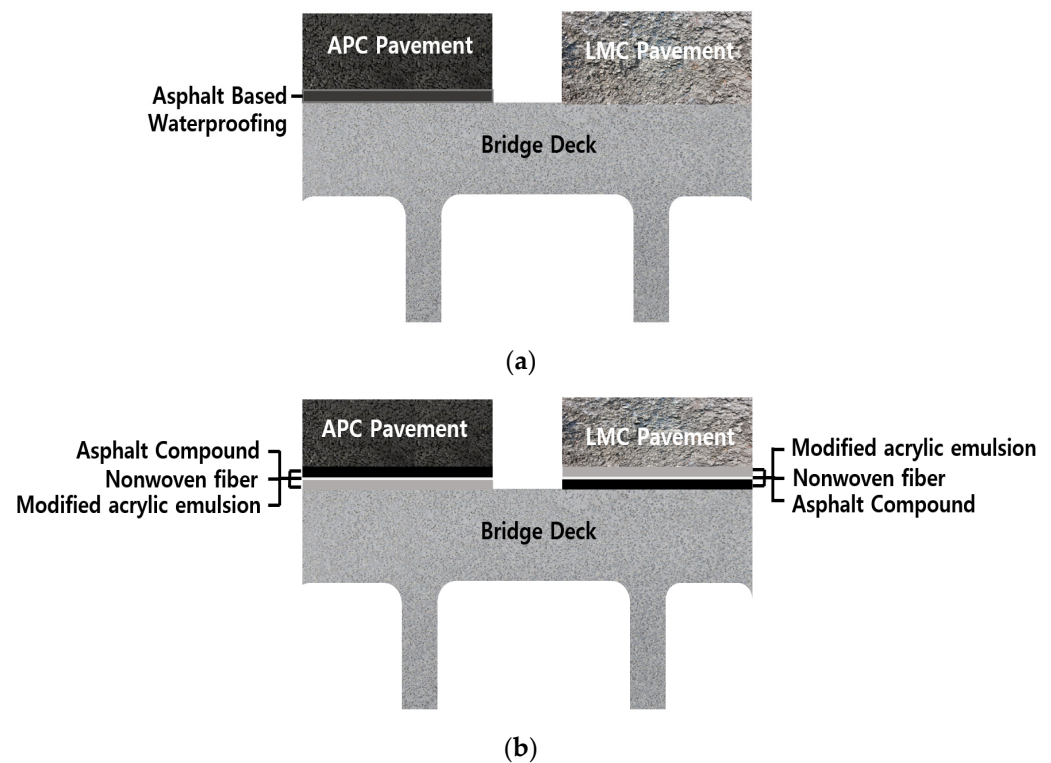 APC Pavement
LMC Pavement
Asphalt Based
Waterproofing
Bridge Deck
(a)
APC Pavement
LMC Pavement
Asphalt Compound
Nonwoven fiber
Modified acrylic emulsion
Modified acrylic emulsion
Nonwoven fiber
Asphalt Compound
Bridge Deck
(b)